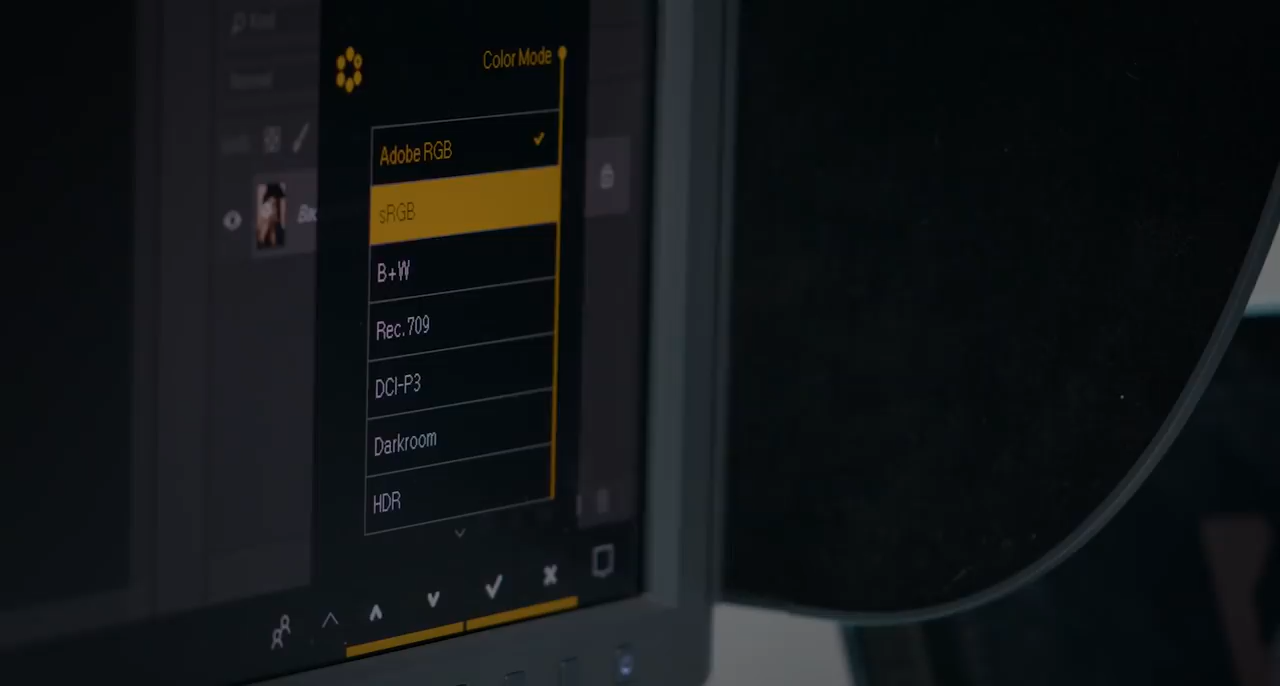 Color Mode
Adobe RGB
sRGB
B+W
Rec. 709
DCI-P3
Darkroom
HDR